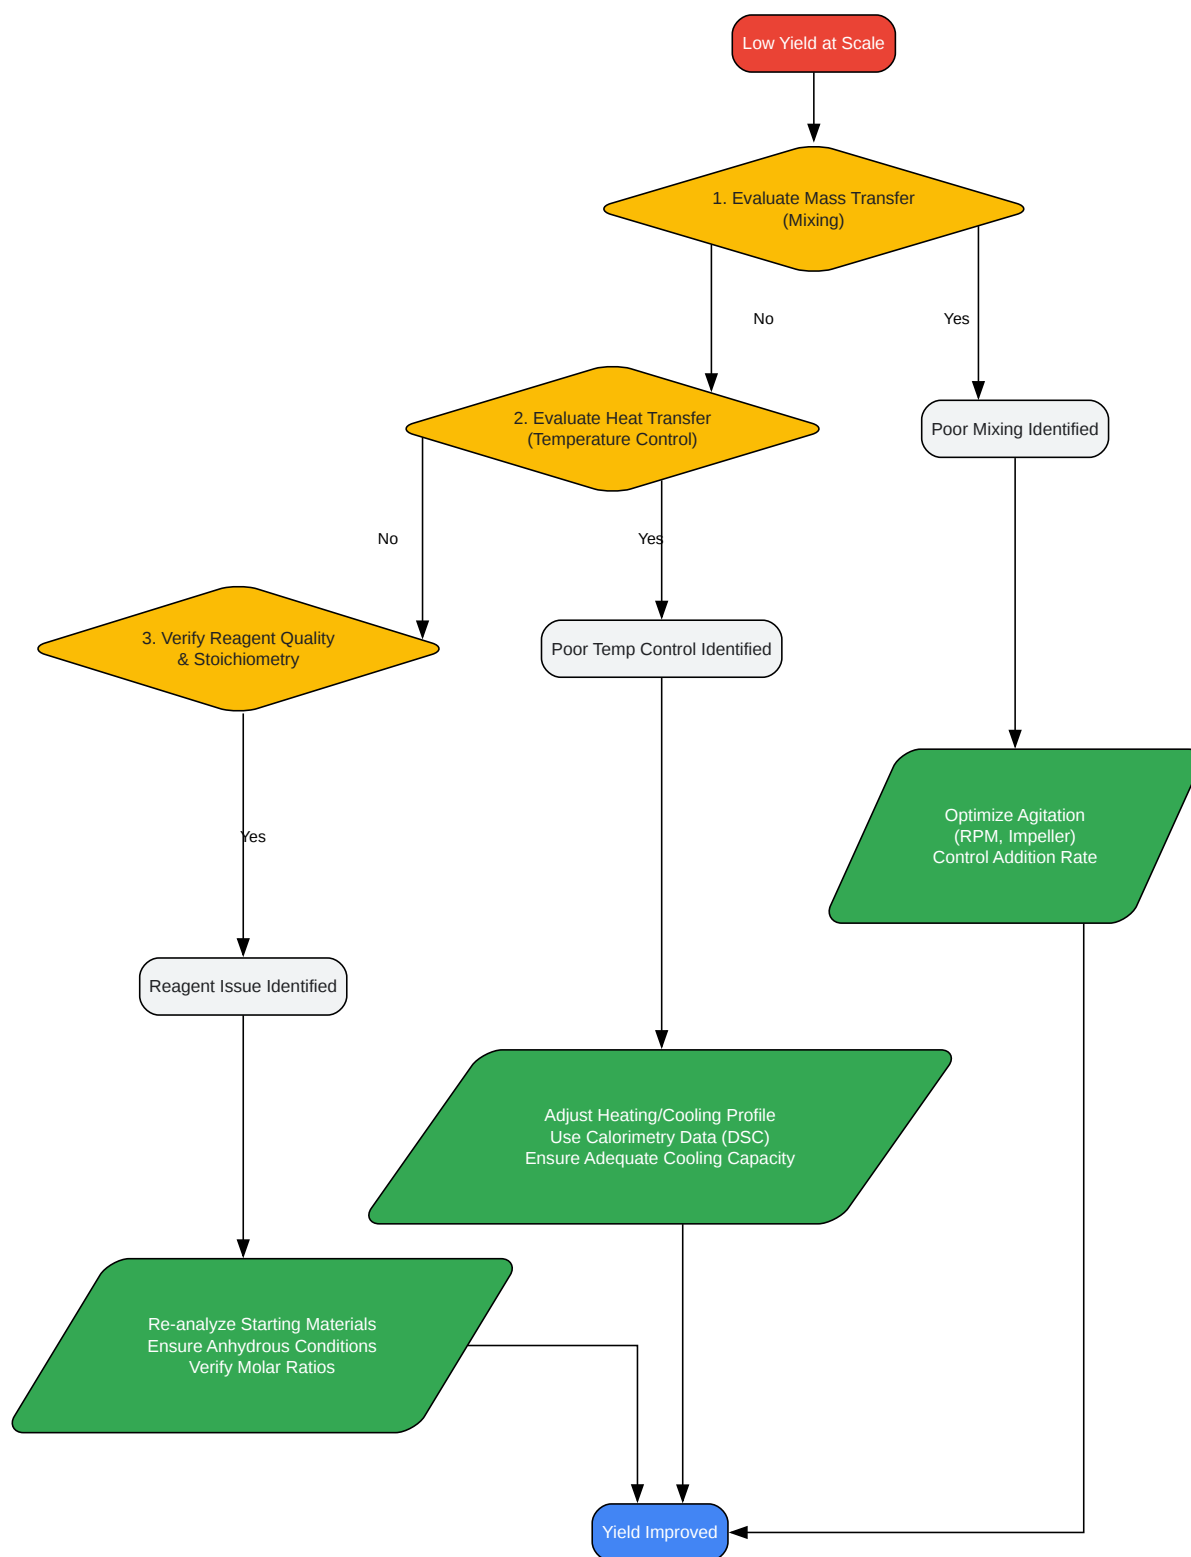 Low Yield at Scale
1. Evaluate Mass Transfer
(Mixing)
No
Yes
2. Evaluate Heat Transfer
(Temperature Control)
Poor Mixing Identified
No
Yes
3. Verify Reagent Quality
& Stoichiometry
Poor Temp Control Identified
Optimize Agitation
(RPM, Impeller)
Control Addition Rate
Yes
Reagent Issue Identified
Adjust Heating/Cooling Profile
Use Calorimetry Data (DSC)
Ensure Adequate Cooling Capacity
Re-analyze Starting Materials
Ensure Anhydrous Conditions
Verify Molar Ratios
Yield Improved